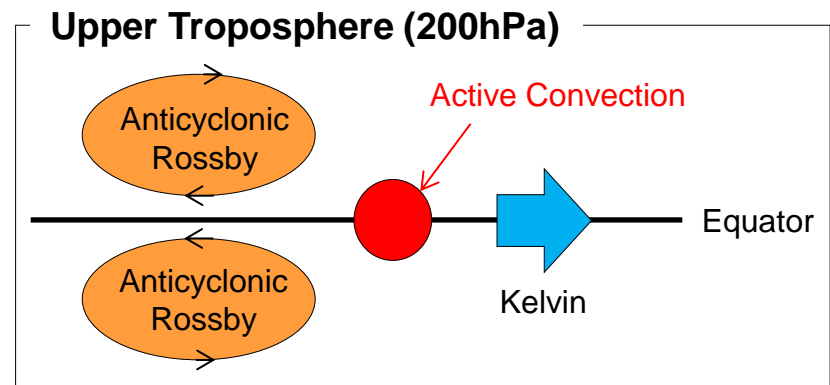 Upper Troposphere (200hPa)
Active Convection
Anticyclonic
Rossby
Equator
Anticyclonic
Rossby
Kelvin